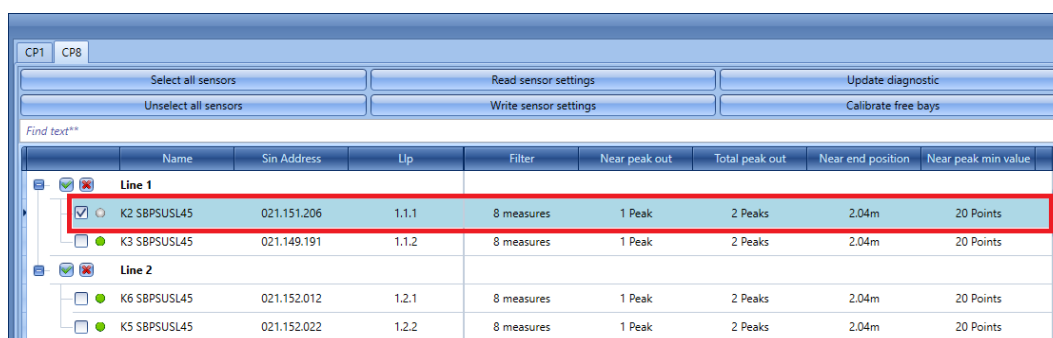 CP1 CP8
Select all sensors Read sensor settings Update diagnostic
Unselect all sensors Write sensor settings Calibrate free bays
Find text**
Name Sin Address Llp Filter Near peak out Total peak out Near end position Near peak min value
Line 1
K2 SBPSUSL45 021.151.206 1.1.1 8 measures 1 Peak 2 Peaks 2.04m 20 Points
K3 SBPSUSL45 021.149.191 1.1.2 8 measures 1 Peak 2 Peaks 2.04m 20 Points
Line 2
K6 SBPSUSL45 021.152.012 1.2.1 8 measures 1 Peak 2 Peaks 2.04m 20 Points
K5 SBPSUSL45 021.152.022 1.2.2 8 measures 1 Peak 2 Peaks 2.04m 20 Points